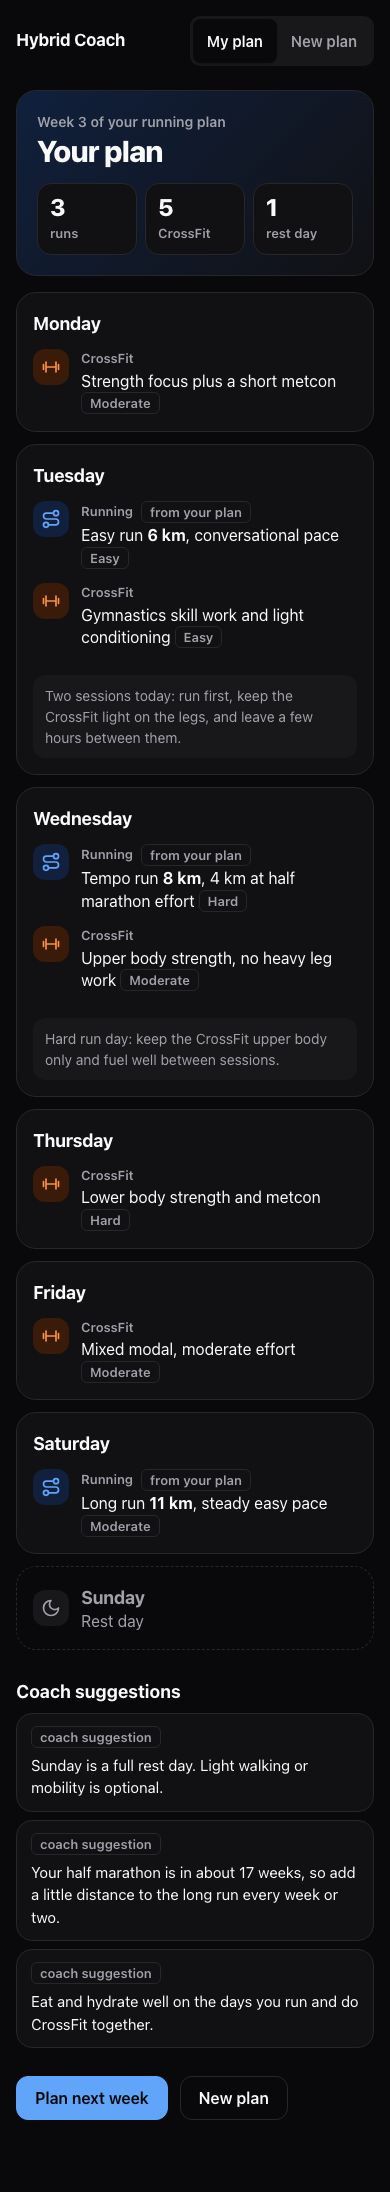 Hybrid Coach
My plan
New plan
Week 3 of your running plan
Your plan
3
runs
5
CrossFit
1
rest day
Monday
CrossFit
Strength focus plus a short metcon
Moderate
Tuesday
Running from your plan
Easy run 6 km, conversational pace
Easy
CrossFit
Gymnastics skill work and light
conditioning Easy
Two sessions today: run first, keep the
CrossFit light on the legs, and leave a few
hours between them.
Wednesday
Running from your plan
Tempo run 8 km, 4 km at half
marathon effort Hard
CrossFit
Upper body strength, no heavy leg
work Moderate
Hard run day: keep the CrossFit upper body
only and fuel well between sessions.
Thursday
CrossFit
Lower body strength and metcon
Hard
Friday
CrossFit
Mixed modal, moderate effort
Moderate
Saturday
Running from your plan
Long run 11 km, steady easy pace
Moderate
Sunday
Rest day
Coach suggestions
coach suggestion
Sunday is a full rest day. Light walking or
mobility is optional.
coach suggestion
Your half marathon is in about 17 weeks, so add
a little distance to the long run every week or
two.
coach suggestion
Eat and hydrate well on the days you run and do
CrossFit together.
Plan next week
New plan